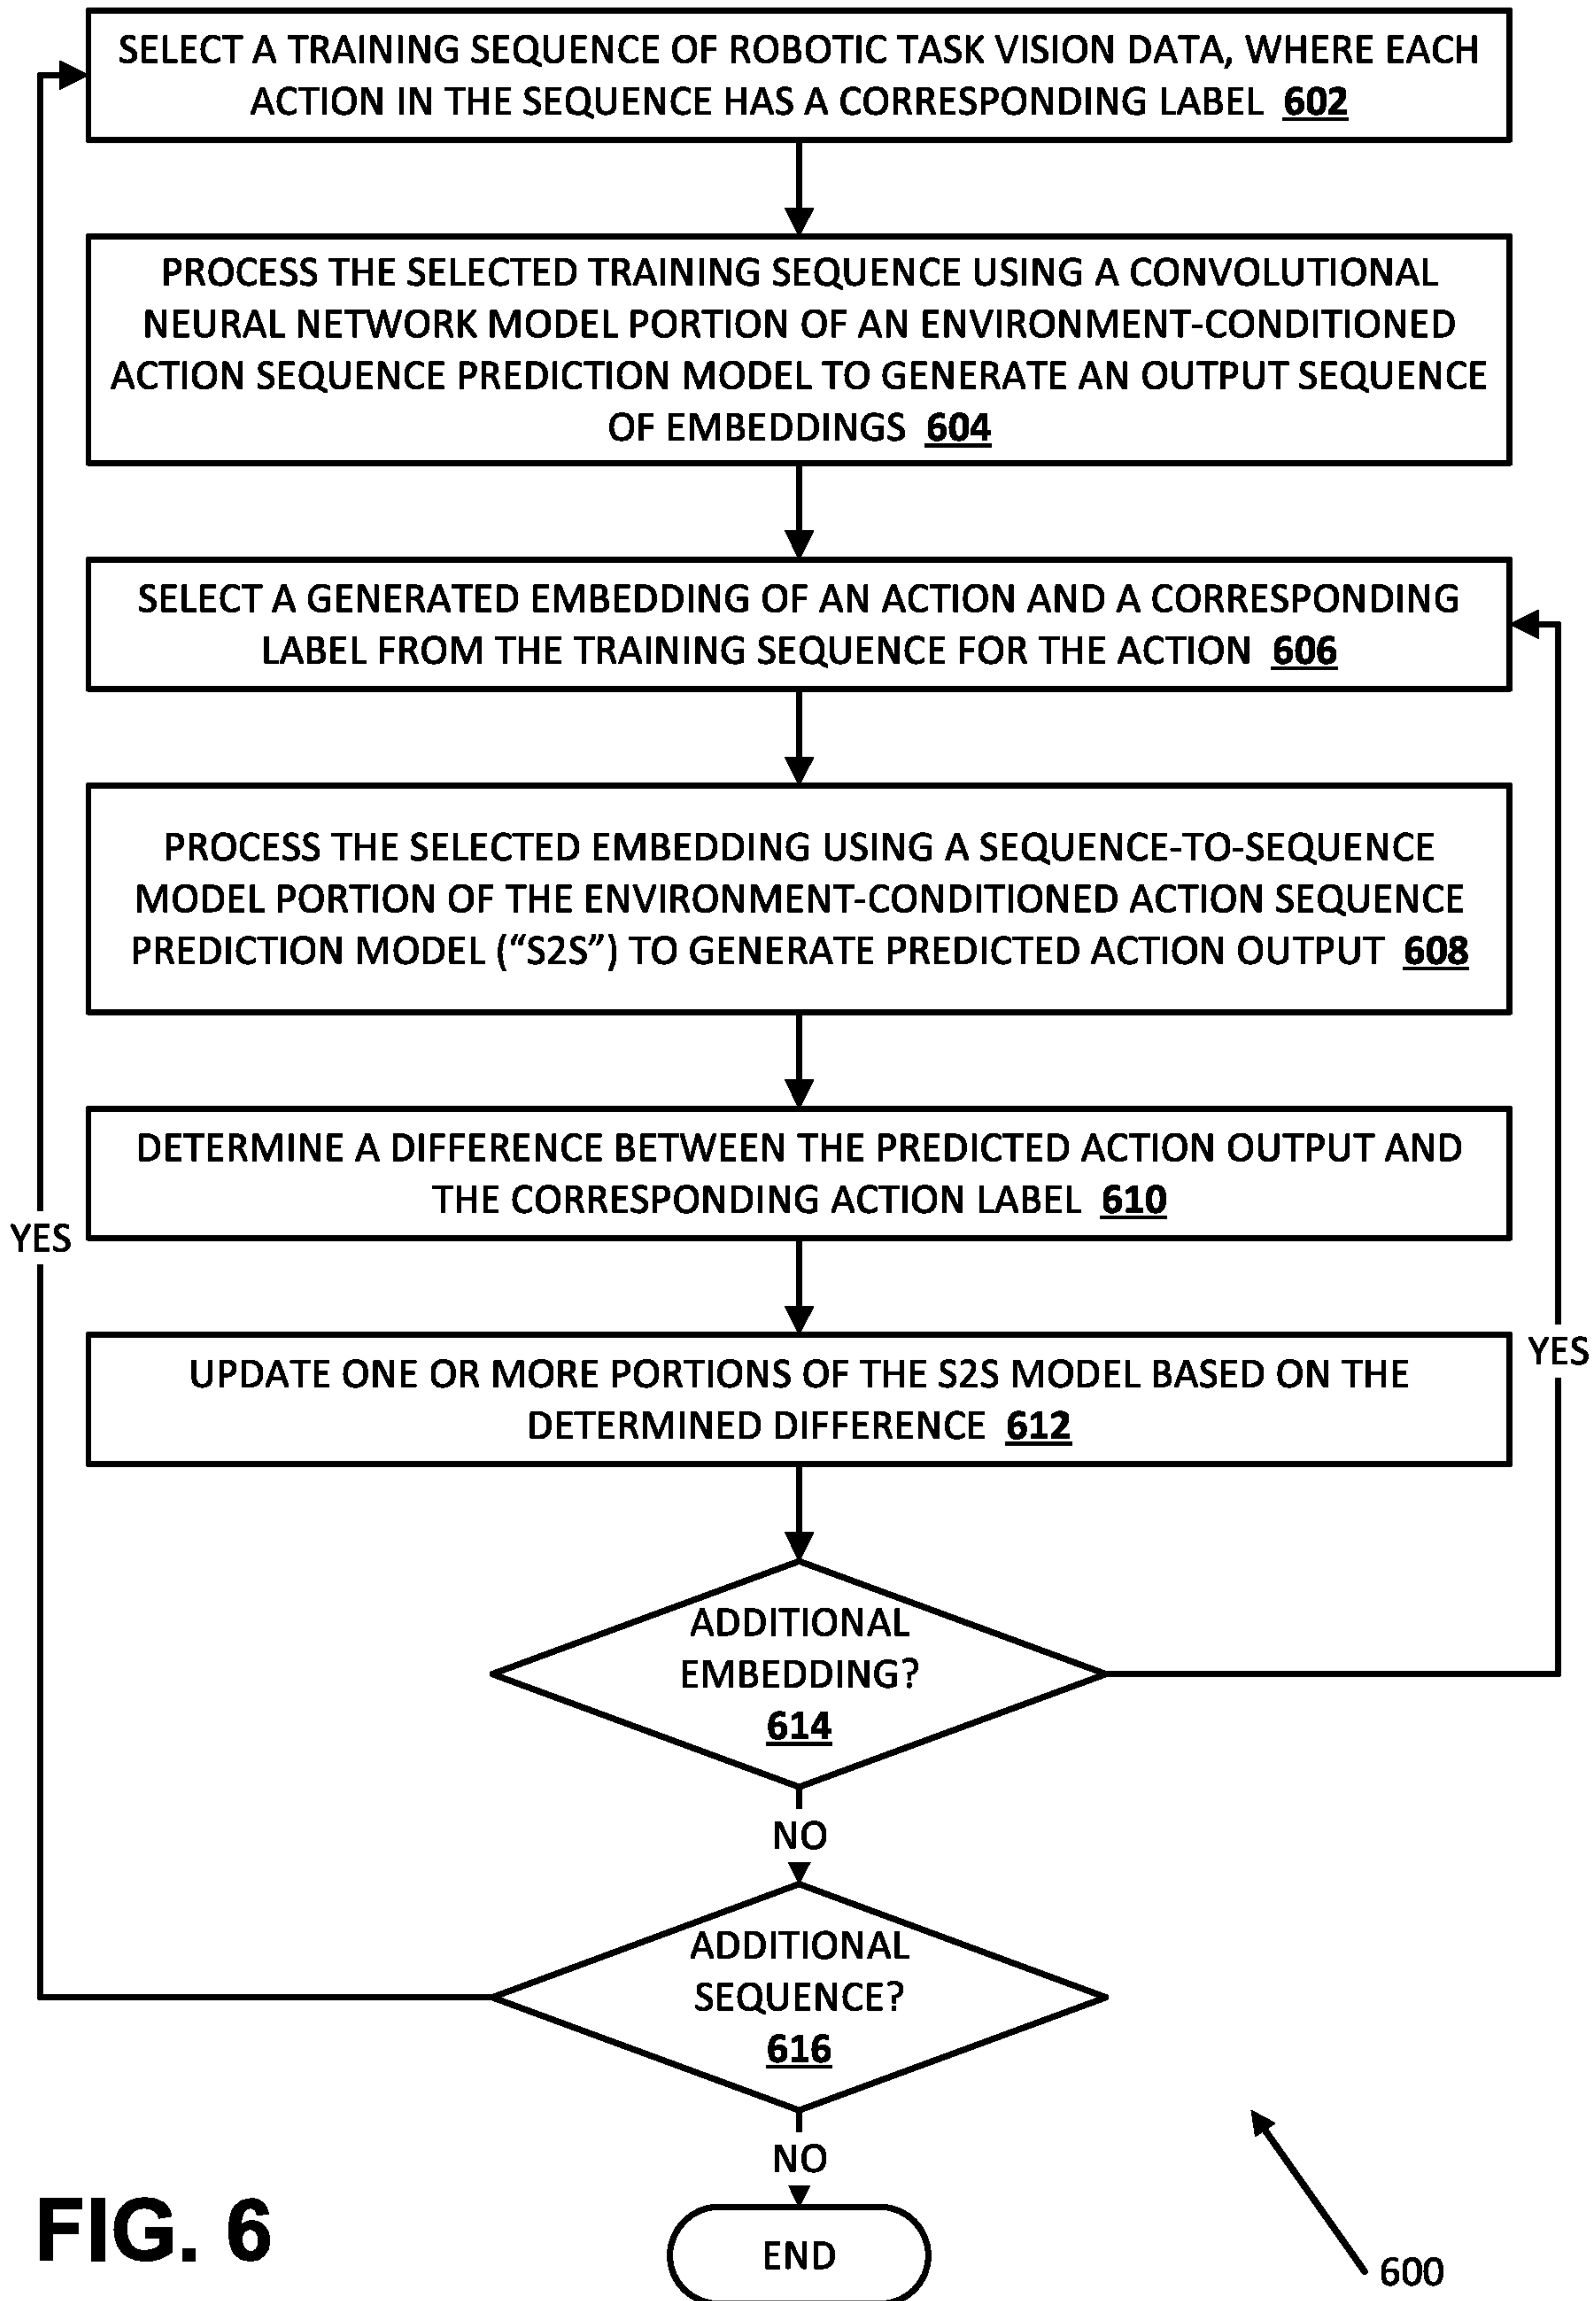 SELECT A TRAINING SEQUENCE OF ROBOTIC TASK VISION DATA, WHERE EACH
ACTION IN THE SEQUENCE HAS A CORRESPONDING LABEL 602
PROCESS THE SELECTED TRAINING SEQUENCE USING A CONVOLUTIONAL
NEURAL NETWORK MODEL PORTION OF AN ENVIRONMENT-CONDITIONED
ACTION SEQUENCE PREDICTION MODEL TO GENERATE AN OUTPUT SEQUENCE
OF EMBEDDINGS 604
SELECT A GENERATED EMBEDDING OF AN ACTION AND A CORRESPONDING
LABEL FROM THE TRAINING SEQUENCE FOR THE ACTION 606
PROCESS THE SELECTED EMBEDDING USING A SEQUENCE-TO-SEQUENCE
MODEL PORTION OF THE ENVIRONMENT-CONDITIONED ACTION SEQUENCE
PREDICTION MODEL (“S2S”) TO GENERATE PREDICTED ACTION OUTPUT 608
DETERMINE A DIFFERENCE BETWEEN THE PREDICTED ACTION OUTPUT AND
THE CORRESPONDING ACTION LABEL 610
YES
UPDATE ONE OR MORE PORTIONS OF THE S2S MODEL BASED ON THE
DETERMINED DIFFERENCE 612
YES
ADDITIONAL
EMBEDDING?
614
NO
ADDITIONAL
SEQUENCE?
616
NO
END
FIG. 6
600